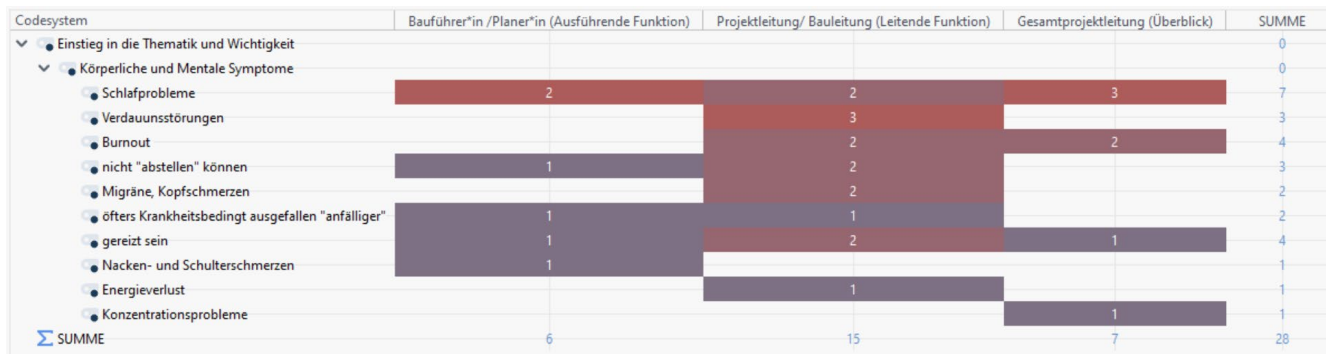 Codesystem Bauführer*in /Planer*in (Ausführende Funktion) Projektleitung/ Bauleitung (Leitende Funktion) Gesamtprojektleitung (Überblick) SUMME
Einstieg in die Thematik und Wichtigkeit 0
Körperliche und Mentale Symptome 0
Schlafprobleme 2 2 3 7
Verdauunsstörungen 3 3
Burnout 2 2 4
nicht "abstellen" können 1 2 3
Migräne, Kopfschmerzen 2 2
öfters Krankheitsbedingt ausgefallen "anfälliger" 1 1 2
gereizt sein 1 2 1 4
Nacken- und Schulterschmerzen 1 1
Energieverlust 1 1
Konzentrationsprobleme 1 1
Σ SUMME 6 15 7 28